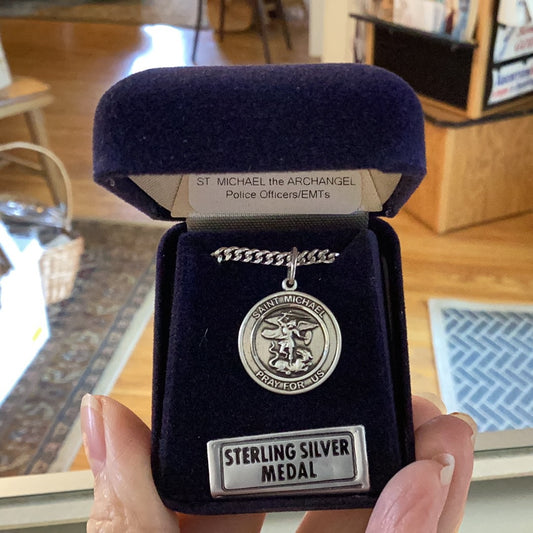 ST. MICHAEL the ARCHANGEL
Police Officers/EMTs
SAINT MICHAEL
PRAY FOR US
STERLING SILVER
MEDAL